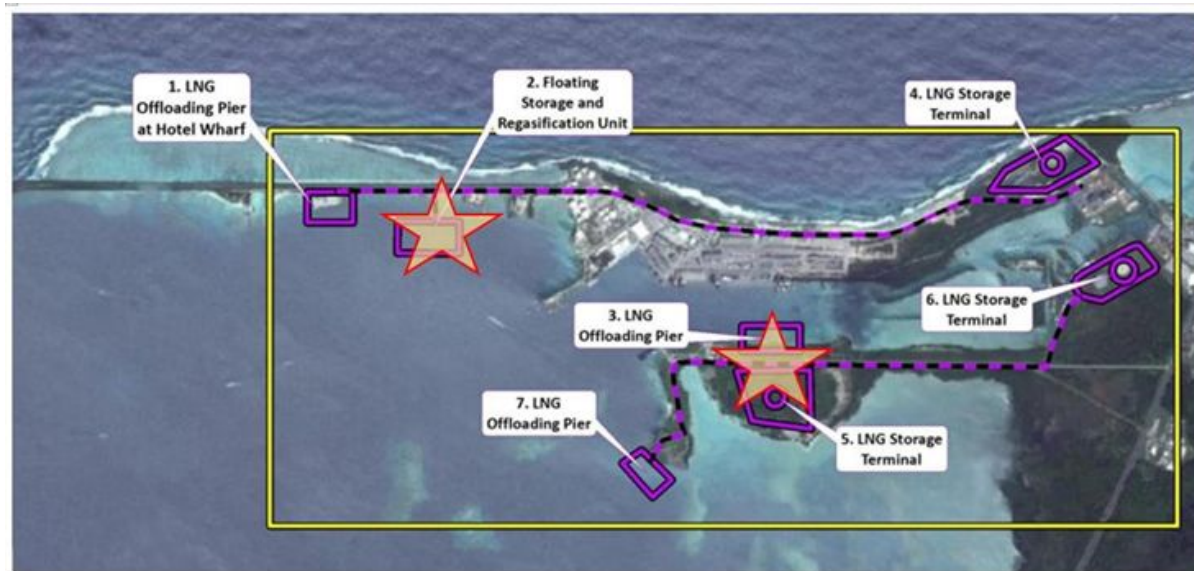 1. LNG
Offloading Pier
at Hotel Wharf
2. Floating
Storage and
Regasification Unit
4. LNG Storage
Terminal
3. LNG
Offloading Pier
6. LNG Storage
Terminal
7. LNG
Offloading Pier
5. LNG Storage
Terminal